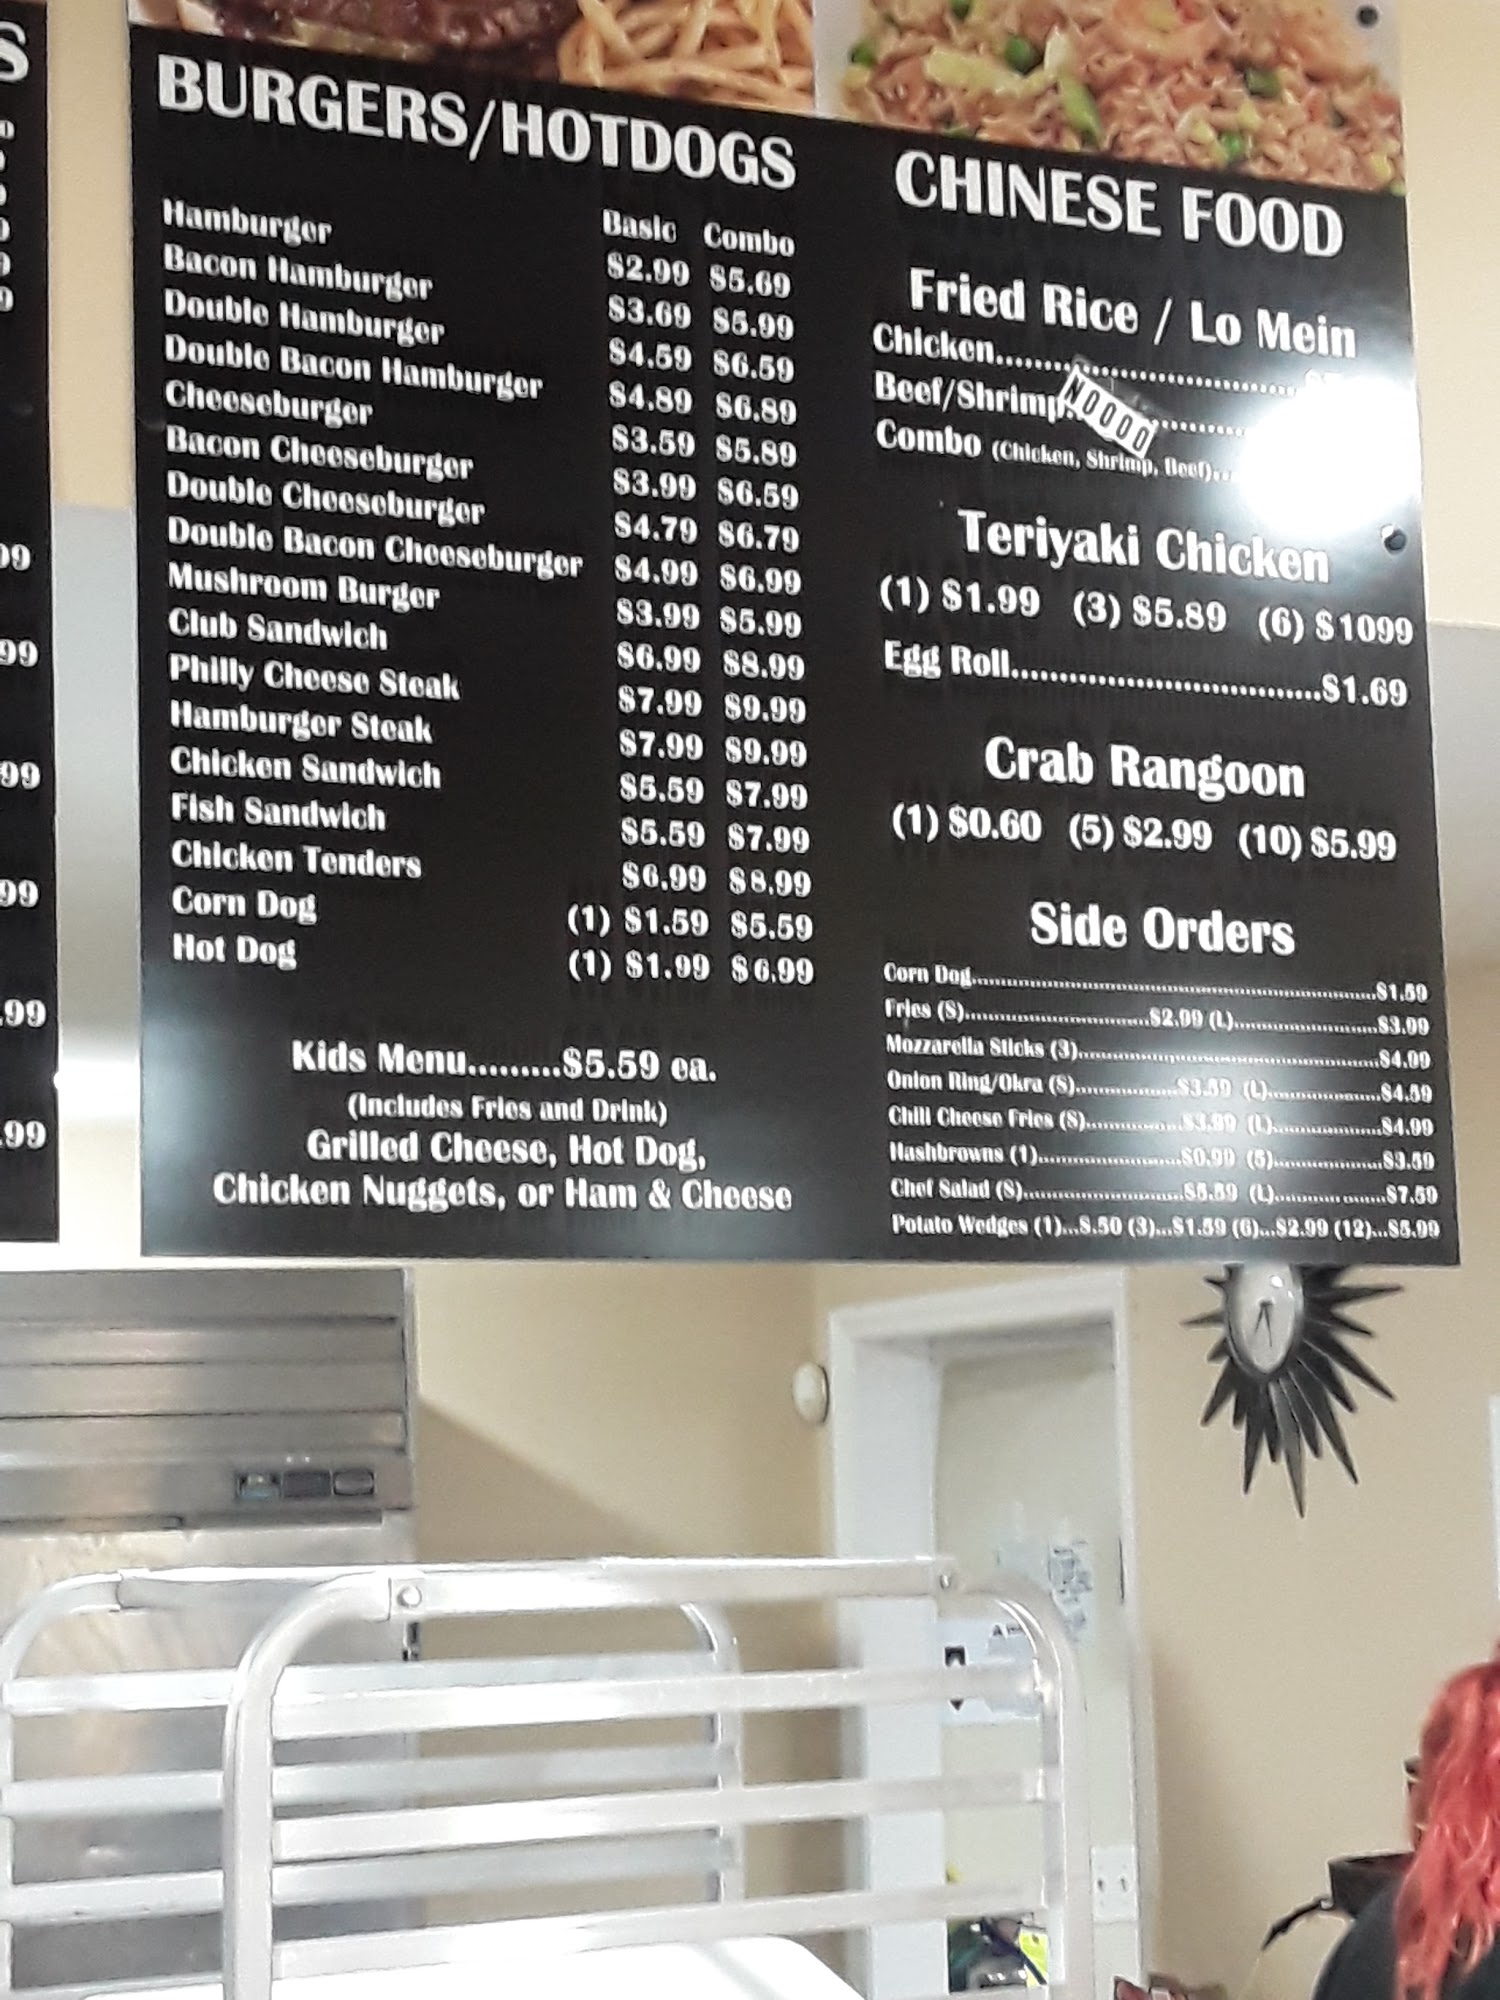 BURGERS/HOTDOGS
Basic Combo
Hamburger $2.99 $5.69
Bacon Hamburger $3.69 $5.99
Double Hamburger $4.59 $6.59
Double Bacon Hamburger $4.89 $6.89
Cheeseburger $3.59 $5.89
Bacon Cheeseburger $3.99 $6.59
Double Cheeseburger $4.79 $6.79
Double Bacon Cheeseburger $4.99 $6.99
Mushroom Burger $3.99 $5.99
Club Sandwich $6.99 $8.99
Philly Cheese Steak $7.99 $9.99
Hamburger Steak $7.99 $9.99
Chicken Sandwich $5.59 $7.99
Fish Sandwich $5.59 $7.99
Chicken Tenders $6.99 $8.99
Corn Dog (1) $1.59 $5.59
Hot Dog (1) $1.99 $6.99
Kids Menu.........$5.59 ea.
(Includes Fries and Drink)
Grilled Cheese, Hot Dog,
Chicken Nuggets, or Ham & Cheese
CHINESE FOOD
Fried Rice / Lo Mein
Chicken
Beef/Shrimp
NOOOO
Combo (Chicken, Shrimp, Beef)
Teriyaki Chicken
(1) $1.99 (3) $5.89 (6) $1099
Egg Roll................................$1.69
Crab Rangoon
(1) $0.60 (5) $2.99 (10) $5.99
Side Orders
Corn Dog................$1.59
Fries (S)................$2.99 (L)................$3.99
Mozzarella Sticks (3)................$4.99
Onion Ring/Okra (S)................$3.59 (L)................$4.59
Chili Cheese Fries (S)................$3.99 (L)................$4.99
Hashbrowns (1)................$0.99 (5)................$3.59
Chef Salad (S)................$5.59 (L)................$7.59
Potato Wedges (1)...$.50 (3)...$1.59 (6)...$2.99 (12)...$5.99